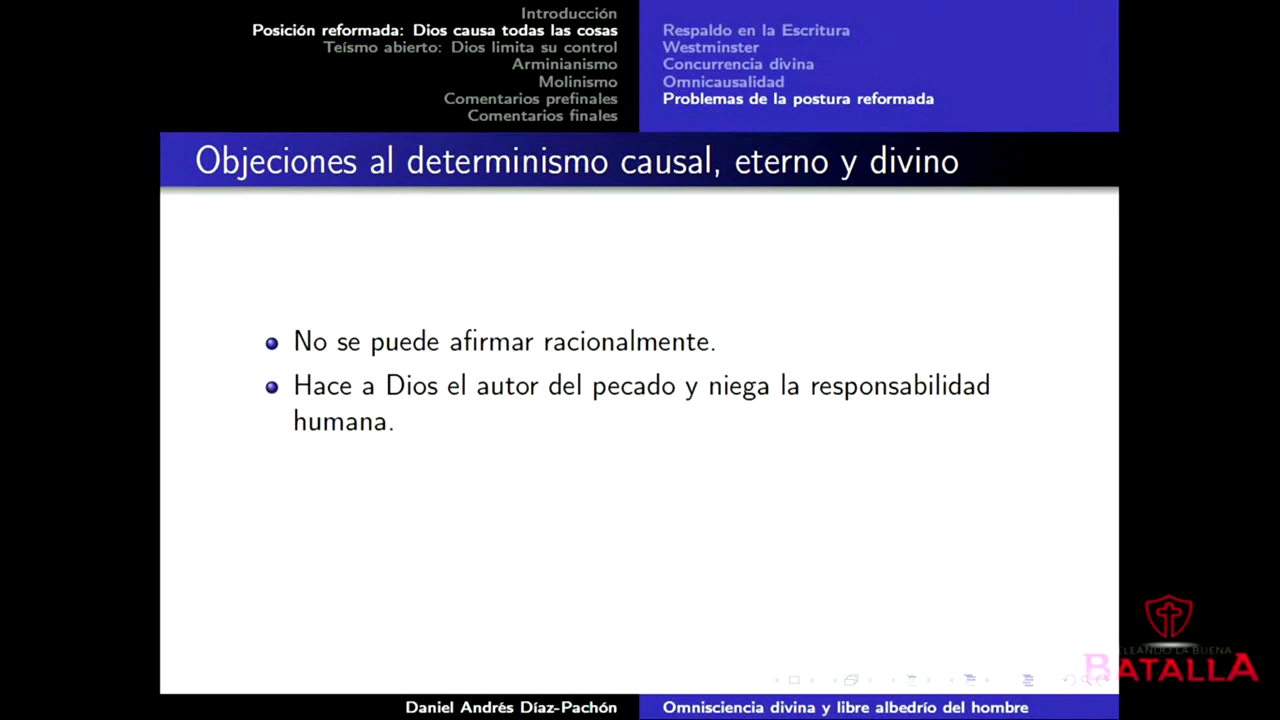 Introducción
Posición reformada: Dios causa todas las cosas
Teísmo abierto: Dios limita su control
Arminianismo
Molinismo
Comentarios prefinales
Comentarios finales
Respaldo en la Escritura
Westminster
Concurrencia divina
Omnicausalidad
Problemas de la postura reformada
Objeciones al determinismo causal, eterno y divino
No se puede afirmar racionalmente.
Hace a Dios el autor del pecado y niega la responsabilidad
humana.
LA BUENA
BATALLA
Daniel Andrés Díaz-Pachón
Omnisciencia divina y libre albedrío del hombre